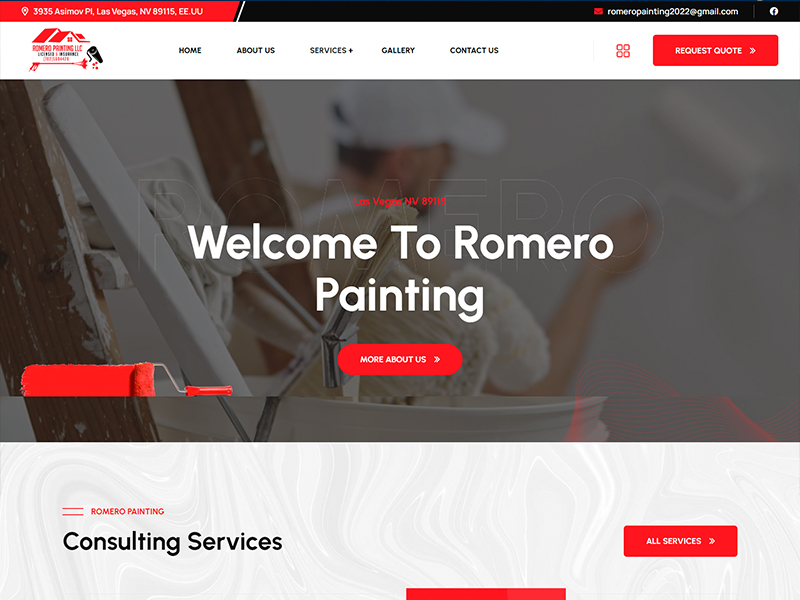 3935 Asimov Pl, Las Vegas, NV 89115, EE.UU
romeropainting2022@gmail.com
ROMERO PAINTING LLC
LICENSED & INSURANCE
HOME
ABOUT US
SERVICES +
GALLERY
CONTACT US
REQUEST QUOTE
ROMERO
Las Vegas NV 89115
Welcome To Romero
Painting
MORE ABOUT US
ROMERO PAINTING
Consulting Services
ALL SERVICES